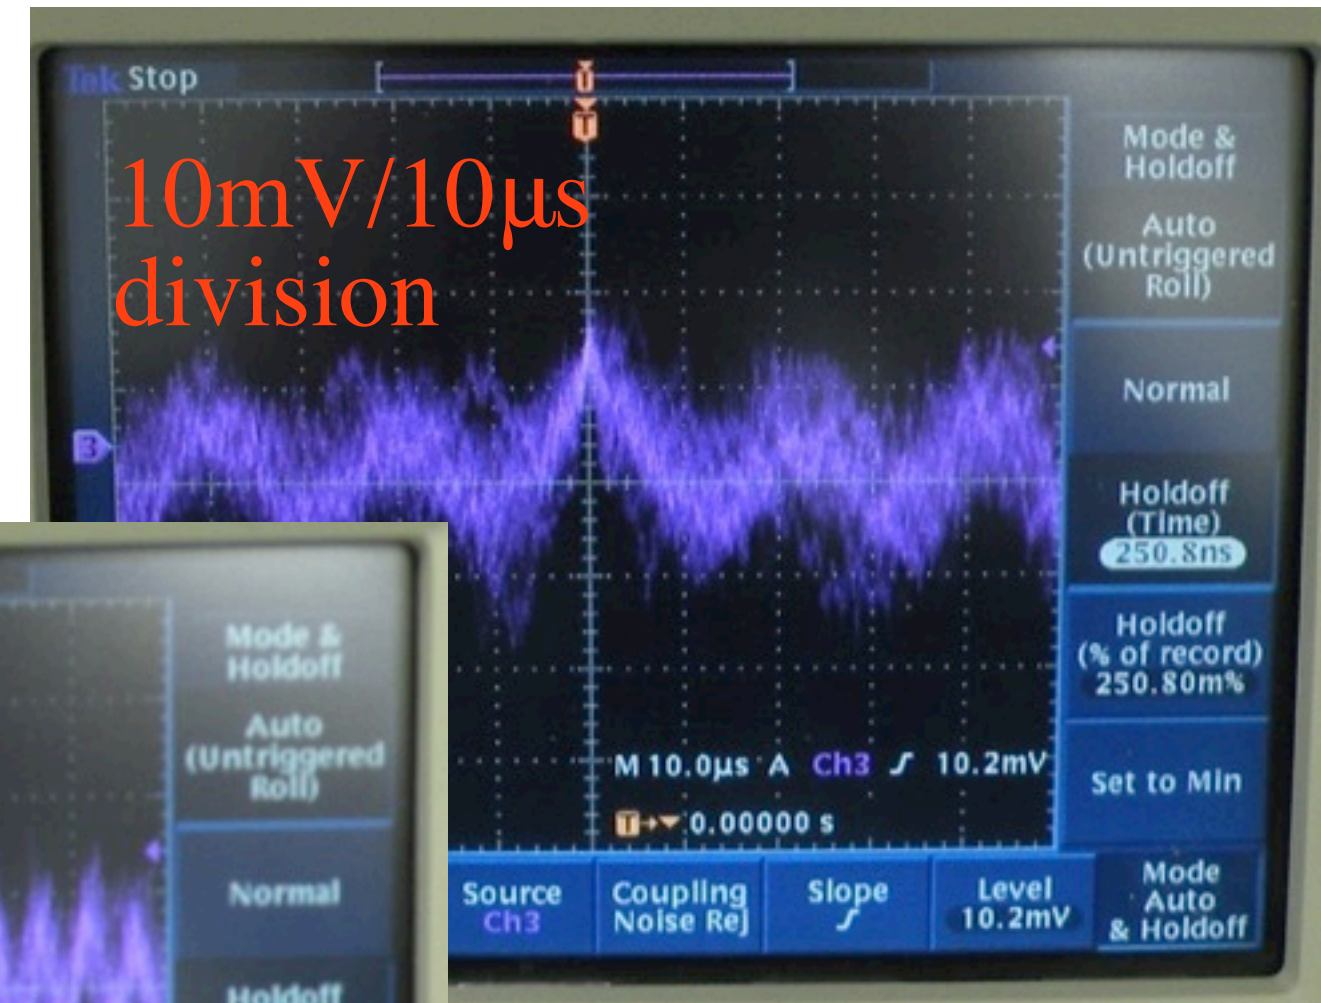 Tek Stop
T
T
10mV/10μs
division
3
Mode &
Holdoff
Auto
(Untriggered
Roll)
Normal
Holdoff
(Time)
250.8ns
Holdoff
(% of record)
250.80m%
Set to Min
M 10.0μs A Ch3 10.2mV
T 0.00000 s
Source
Ch3
Coupling
Noise Rej
Slope
Level
10.2mV
Mode
Auto
& Holdoff
Mode &
Holdoff
Auto
(Untriggered
Roll)
Normal
Holdoff